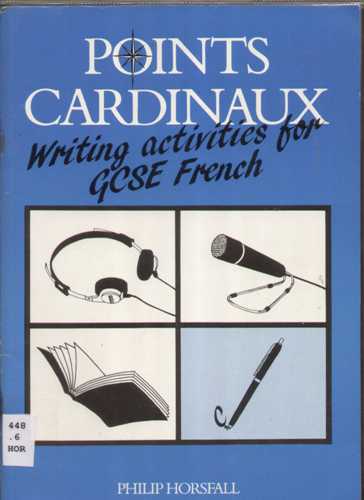 POINTS
CARDINAUX
Writing activities for
GCSE French
448
.6
HOR
PHILIP HORSFALL